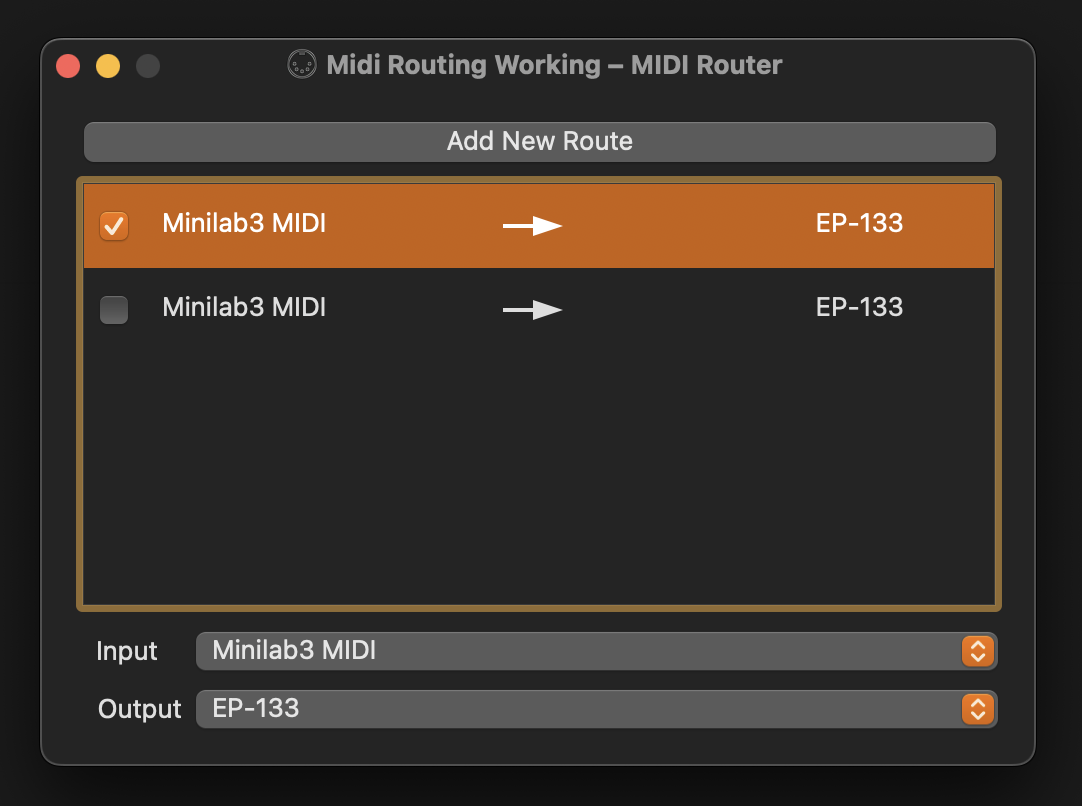 Midi Routing Working – MIDI Router
Add New Route
Minilab3 MIDI EP-133
Minilab3 MIDI EP-133
Input Minilab3 MIDI
Output EP-133